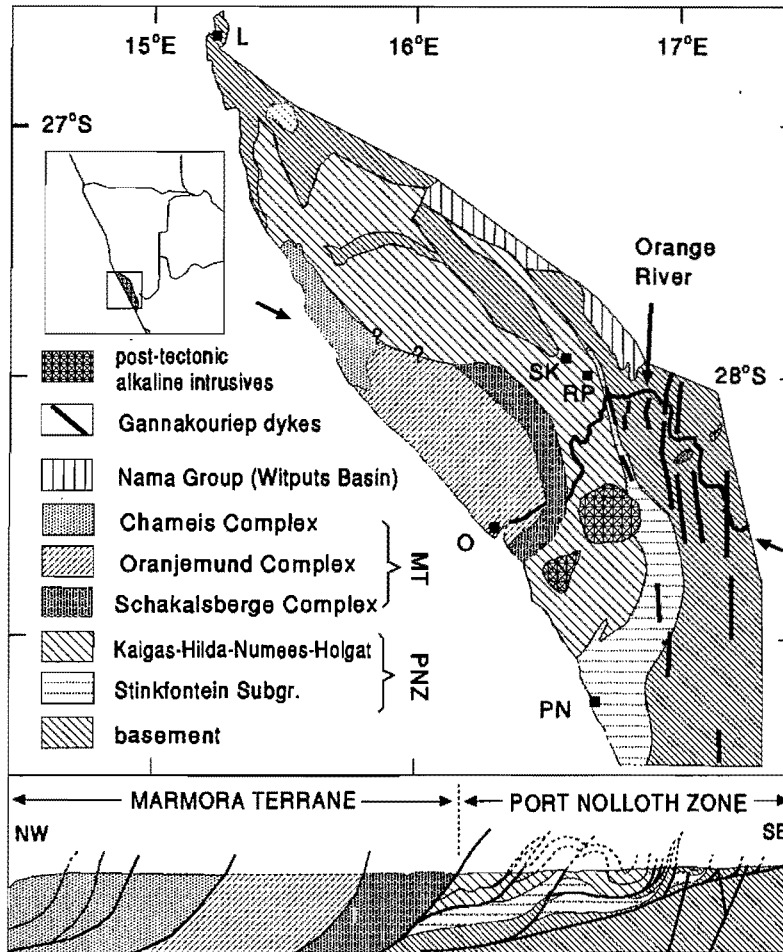 15°E
L
16°E
17°E
27°S
Orange
River
28°S
SK
RP
O
PN
?
?
post-tectonic
alkaline intrusives
Gannakouriep dykes
Nama Group (Witputs Basin)
Chameis Complex
Oranjemund Complex
Schakalsberge Complex
MT
Kaigas-Hilda-Numees-Holgat
Stinkfontein Subgr.
PNZ
basement
MARMORA TERRANE
PORT NOLLOTH ZONE
NW
SE